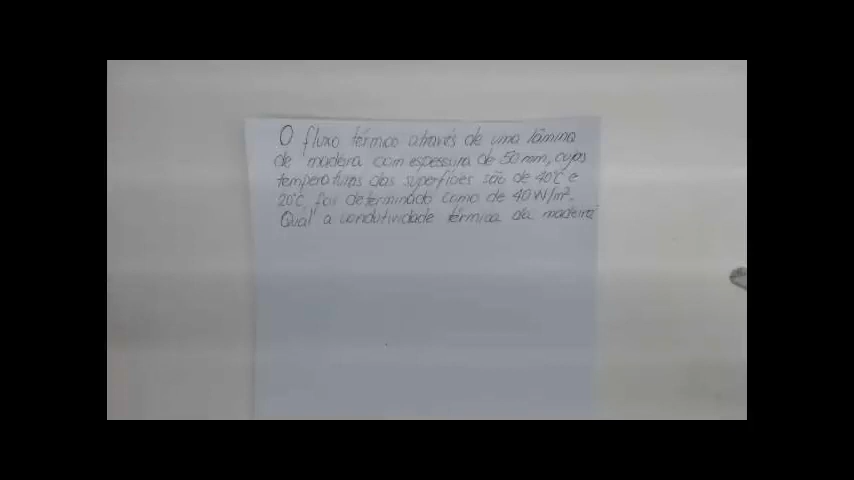 O fluxo térmico através de uma lâmina
de madeira com espessura de 50 mm, cujas
temperaturas das superfícies são de 40°C e
20°C, foi determinado como de 40 W/m².
Qual a condutividade térmica da madeira?